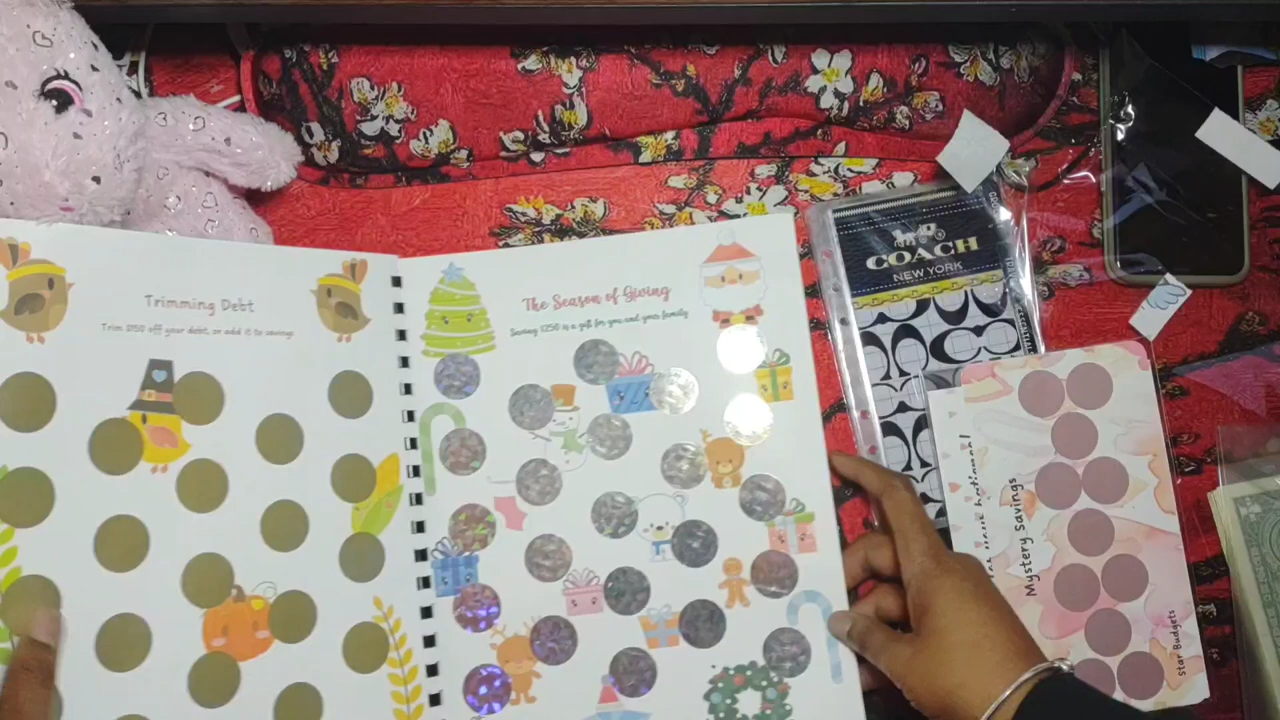 Trimming Debt
Trim $150 off your debt, or add it to savings
The Season of Giving
Saving $250 is a gift for you and your family
COACH
NEW YORK
Mystery Savings
Star Budgets